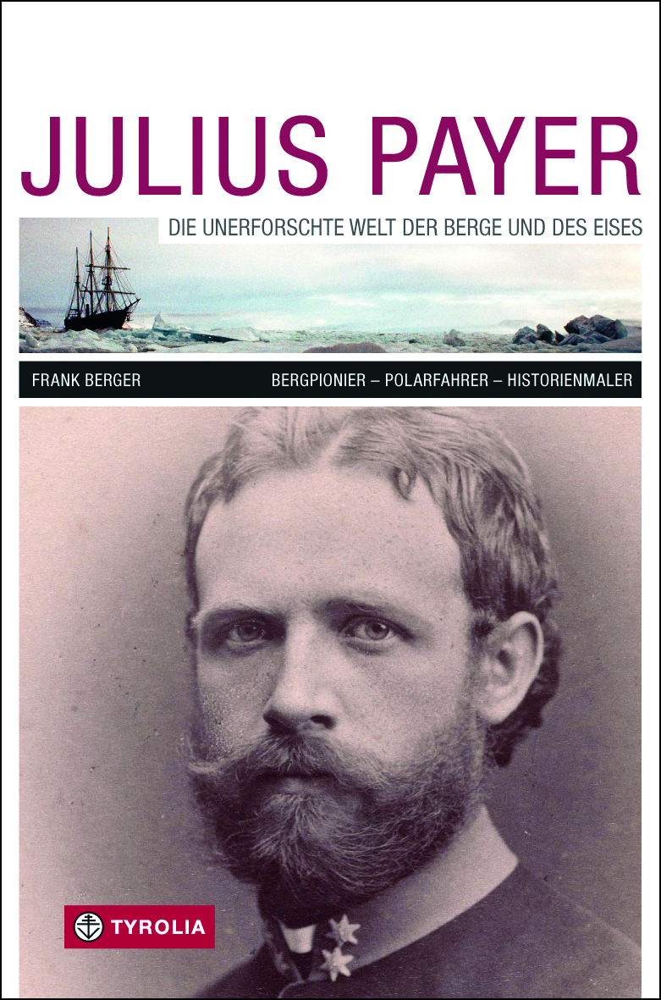 JULIUS PAYER
DIE UNERFORSCHTE WELT DER BERGE UND DES EISES
FRANK BERGER BERGPIONIER – POLARFAHRER – HISTORIENMALER
TYROLIA